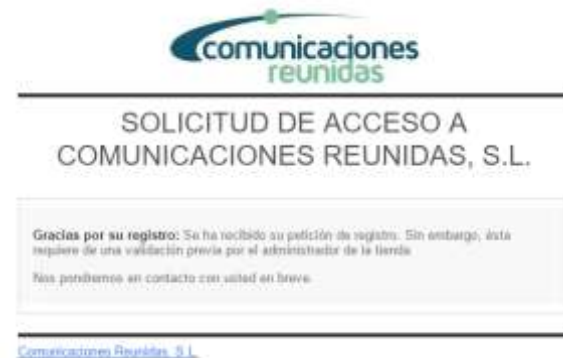 comunicaciones
reunidas
SOLICITUD DE ACCESO A
COMUNICACIONES REUNIDAS, S.L.
Gracias por su registro: Se ha recibido su petición de registro. Sin embargo, ésta
requiere de una validación previa por el administrador de la tienda
Nos pondremos en contacto con usted en breve.
Comunicaciones Reunidas, S.L.